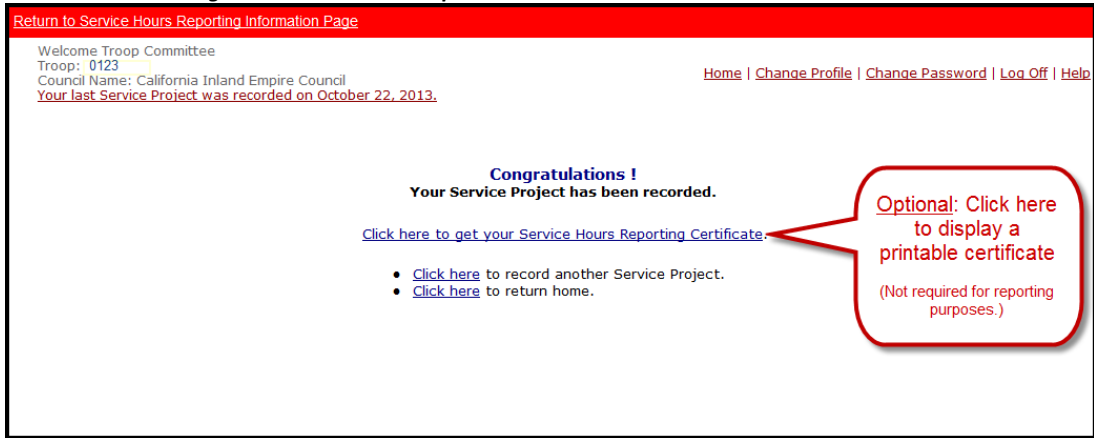 Return to Service Hours Reporting Information Page
Welcome Troop Committee
Troop: 0123
Council Name: California Inland Empire Council
Your last Service Project was recorded on October 22, 2013.
Home | Change Profile | Change Password | Log Off | Help
Congratulations !
Your Service Project has been recorded.
Click here to get your Service Hours Reporting Certificate.
• Click here to record another Service Project.
• Click here to return home.
Optional: Click here
to display a
printable certificate
(Not required for reporting
purposes.)